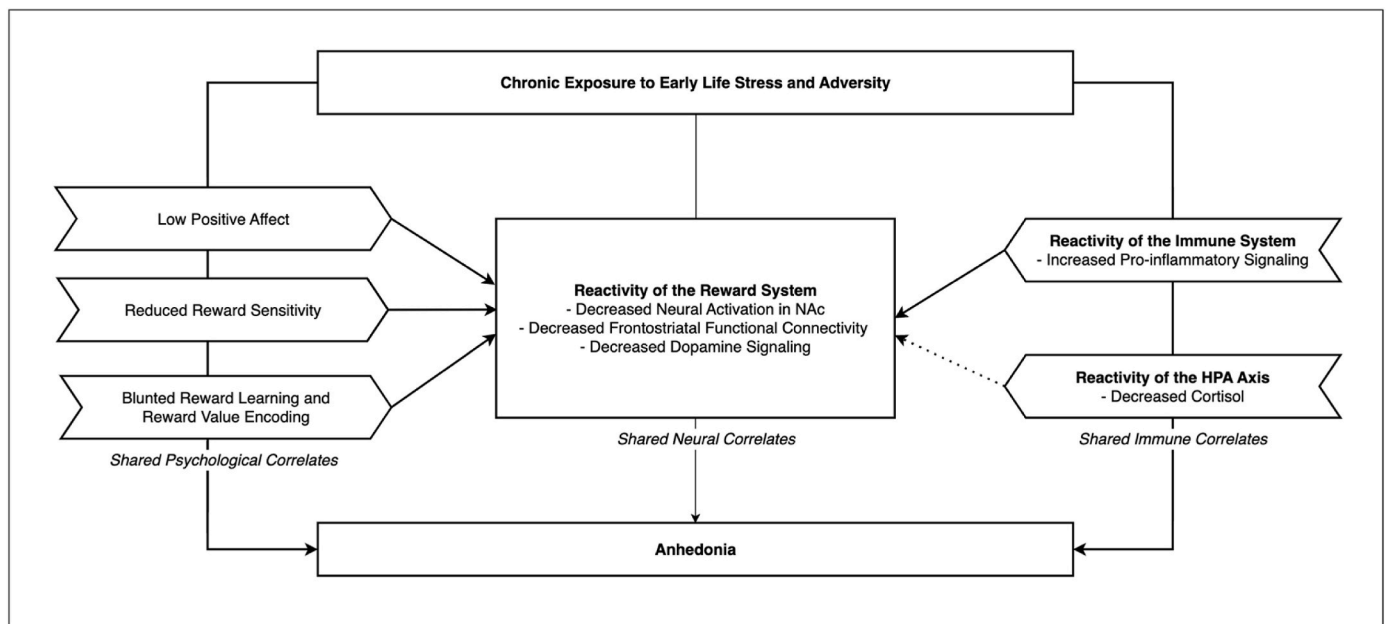 Chronic Exposure to Early Life Stress and Adversity
Low Positive Affect
Reduced Reward Sensitivity
Blunted Reward Learning and
Reward Value Encoding
Shared Psychological Correlates
Reactivity of the Reward System
- Decreased Neural Activation in NAc
- Decreased Frontostriatal Functional Connectivity
- Decreased Dopamine Signaling
Shared Neural Correlates
Reactivity of the Immune System
- Increased Pro-inflammatory Signaling
Reactivity of the HPA Axis
- Decreased Cortisol
Shared Immune Correlates
Anhedonia